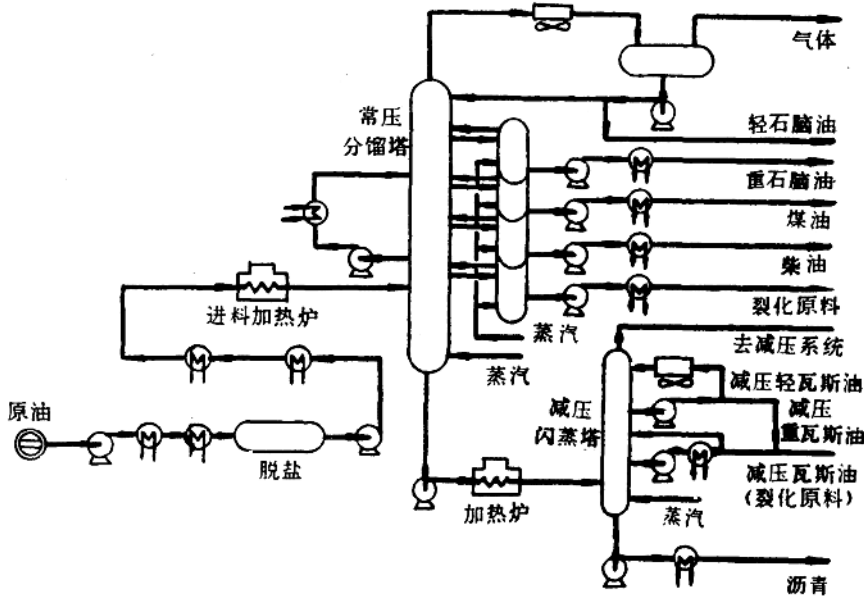 气体
常压
分馏塔
轻石脑油
重石脑油
煤油
柴油
裂化原料
进料加热炉
蒸汽
蒸汽
去减压系统
减压轻瓦斯油
原油
减压
闪蒸塔
减压
重瓦斯油
脱盐
减压瓦斯油
(裂化原料)
加热炉
蒸汽
沥青